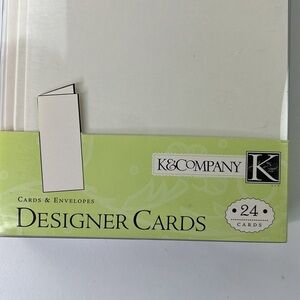 K&COMPANY K
CARDS & ENVELOPES
DESIGNER CARDS
24
CARDS